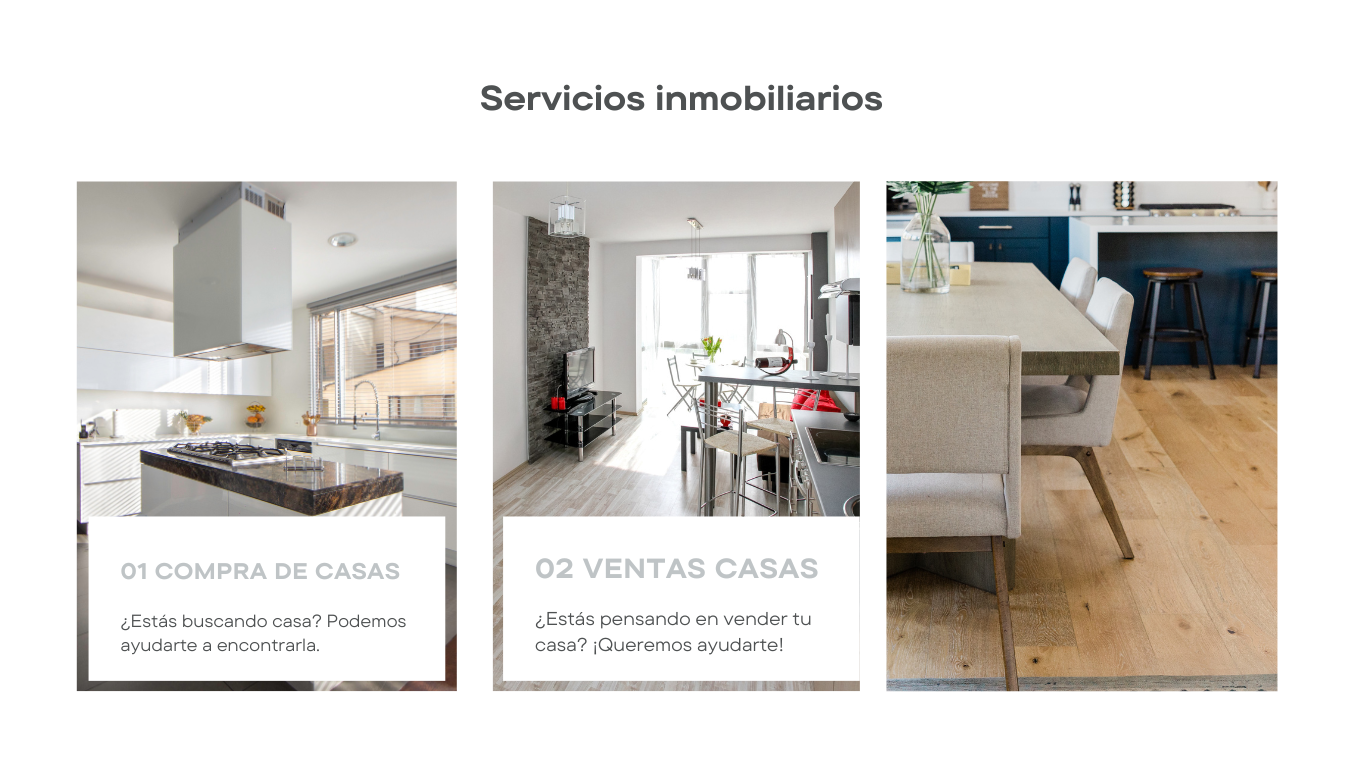 Servicios inmobiliarios
01 COMPRA DE CASAS
¿Estás buscando casa? Podemos
ayudarte a encontrarla.
02 VENTAS CASAS
¿Estás pensando en vender tu
casa? ¡Queremos ayudarte!